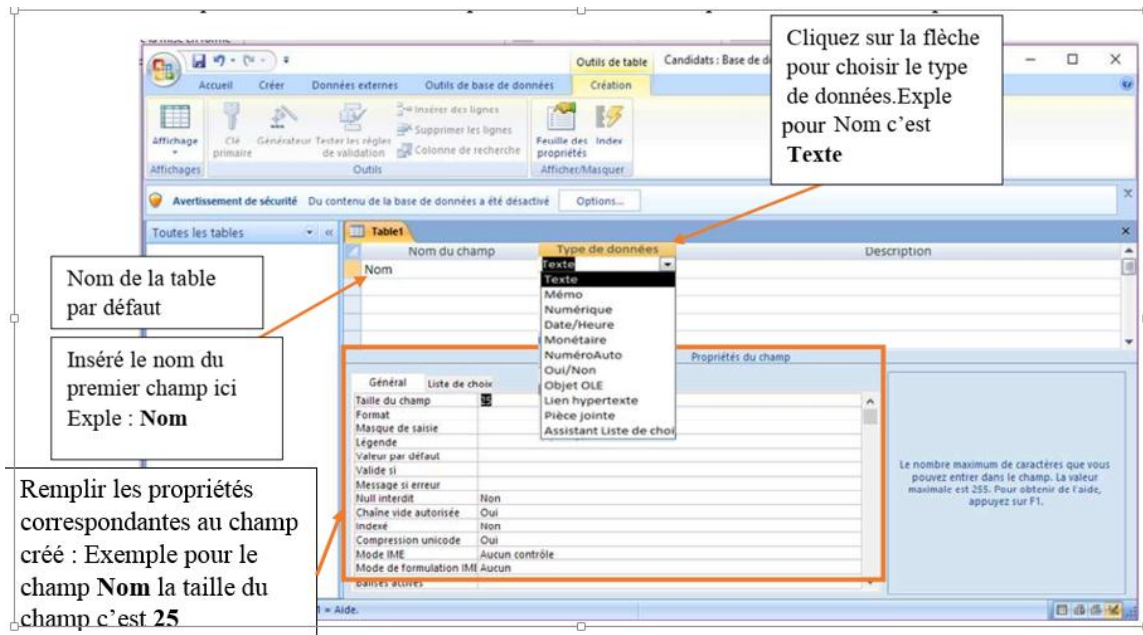 Cliquez sur la flèche
pour choisir le type
de données.Exple
pour Nom c'est
Texte
Outils de table
Candidats : Base de d
Accueil
Créer
Données externes
Outils de base de données
Création
Affichage
Clé
primaire
Générateur
Tester les règles
de validation
Insérer des lignes
Supprimer les lignes
Colonne de recherche
Feuille des
propriétés
Index
Affichages
Outils
Afficher/Masquer
Avertissement de sécurité Du contenu de la base de données a été désactivé
Options...
Toutes les tables
Table1
Nom du champ
Type de données
Description
Nom
Texte
Texte
Mémo
Numérique
Date/Heure
Monétaire
NuméroAuto
Oui/Non
Objet OLE
Lien hypertexte
Pièce jointe
Assistant Liste de choi
Nom de la table
par défaut
Inséré le nom du
premier champ ici
Exple : Nom
Remplir les propriétés
correspondantes au champ
créé : Exemple pour le
champ Nom la taille du
champ c'est 25
Propriétés du champ
Général
Liste de choix
Taille du champ 25
Format
Masque de saisie
Légende
Valeur par défaut
Valide si
Message si erreur
Null interdit Non
Chaîne vide autorisée Oui
Indexé Non
Compression unicode Oui
Mode IME Aucun contrôle
Mode de formulation IME Aucun
Balises actives
Le nombre maximum de caractères que vous
pouvez entrer dans le champ. La valeur
maximale est 255. Pour obtenir de l'aide,
appuyez sur F1.
1 = Aide.